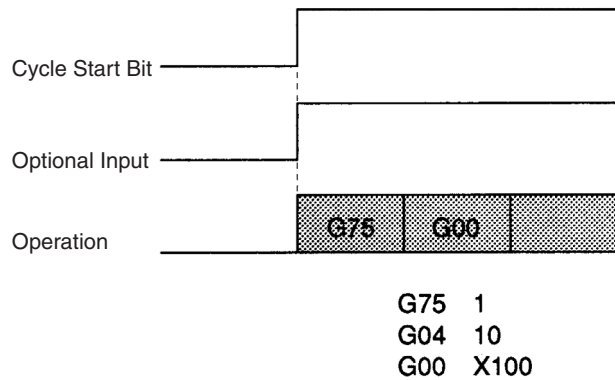 Cycle Start Bit
Optional Input
Operation
G75 G00
G75 1
G04 10
G00 X100